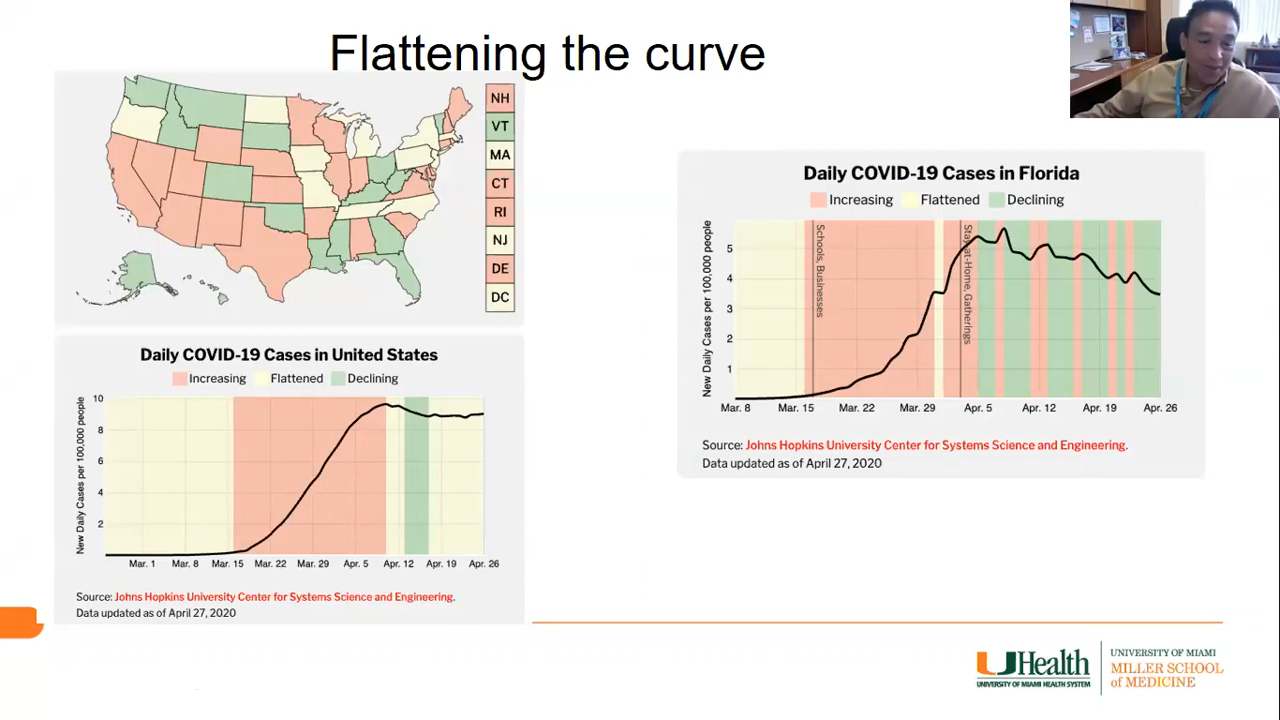 Flattening the curve
NH
VT
MA
CT
RI
NJ
DE
DC
Daily COVID-19 Cases in United States
Increasing Flattened Declining
New Daily Cases per 100,000 people
10
8
6
4
2
Mar. 1 Mar. 8 Mar. 15 Mar. 22 Mar. 29 Apr. 5 Apr. 12 Apr. 19 Apr. 26
Source: Johns Hopkins University Center for Systems Science and Engineering.
Data updated as of April 27, 2020
Daily COVID-19 Cases in Florida
Increasing Flattened Declining
New Daily Cases per 100,000 people
5
4
3
2
1
Schools, Businesses
Stay-at-Home, Gatherings
Mar. 8 Mar. 15 Mar. 22 Mar. 29 Apr. 5 Apr. 12 Apr. 19 Apr. 26
Source: Johns Hopkins University Center for Systems Science and Engineering.
Data updated as of April 27, 2020
UHealth
UNIVERSITY OF MIAMI HEALTH SYSTEM
UNIVERSITY OF MIAMI
MILLER SCHOOL
of MEDICINE